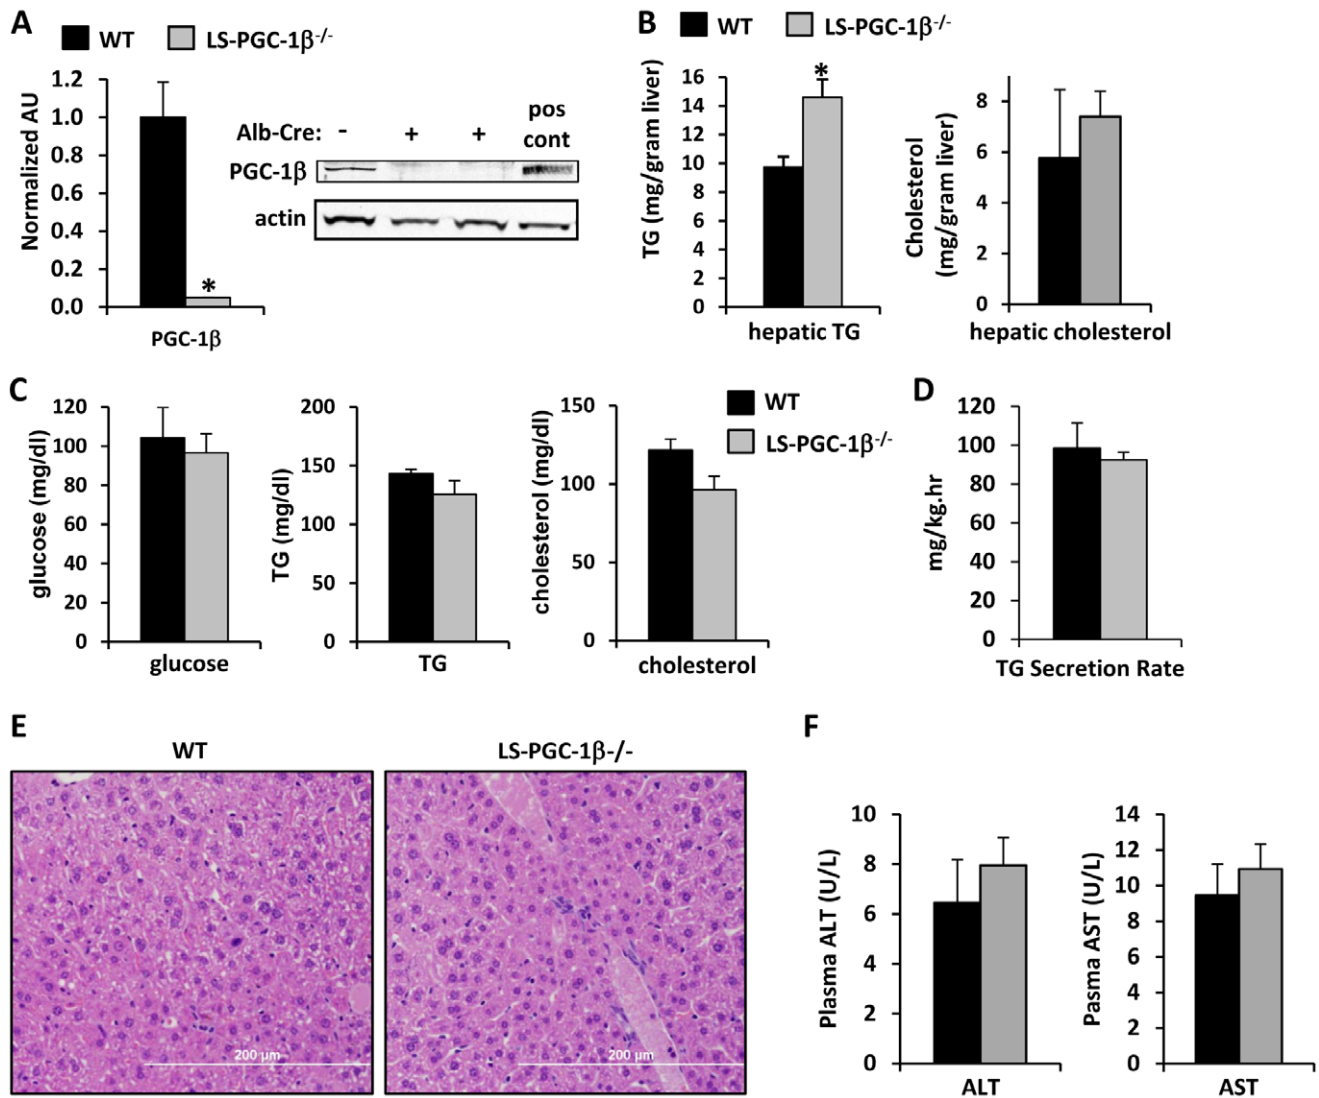 A
WT
LS-PGC-1β-/-
Normalized AU
1.2
1.0
0.8
0.6
0.4
0.2
0.0
*
PGC-1β
Alb-Cre: - + + pos cont
PGC-1β
actin
B
WT
LS-PGC-1β-/-
TG (mg/gram liver)
16
14
12
10
8
6
4
2
0
*
hepatic TG
Cholesterol
(mg/gram liver)
8
6
4
2
0
hepatic cholesterol
C
glucose (mg/dl)
120
100
80
60
40
20
0
glucose
TG (mg/dl)
200
150
100
50
0
TG
cholesterol (mg/dl)
150
100
50
0
cholesterol
WT
LS-PGC-1β-/-
D
mg/kg.hr
120
100
80
60
40
20
0
TG Secretion Rate
E
WT
LS-PGC-1β-/-
200 µm
200 µm
F
Plasma ALT (U/L)
10
8
6
4
2
0
ALT
Pasma AST (U/L)
14
12
10
8
6
4
2
0
AST